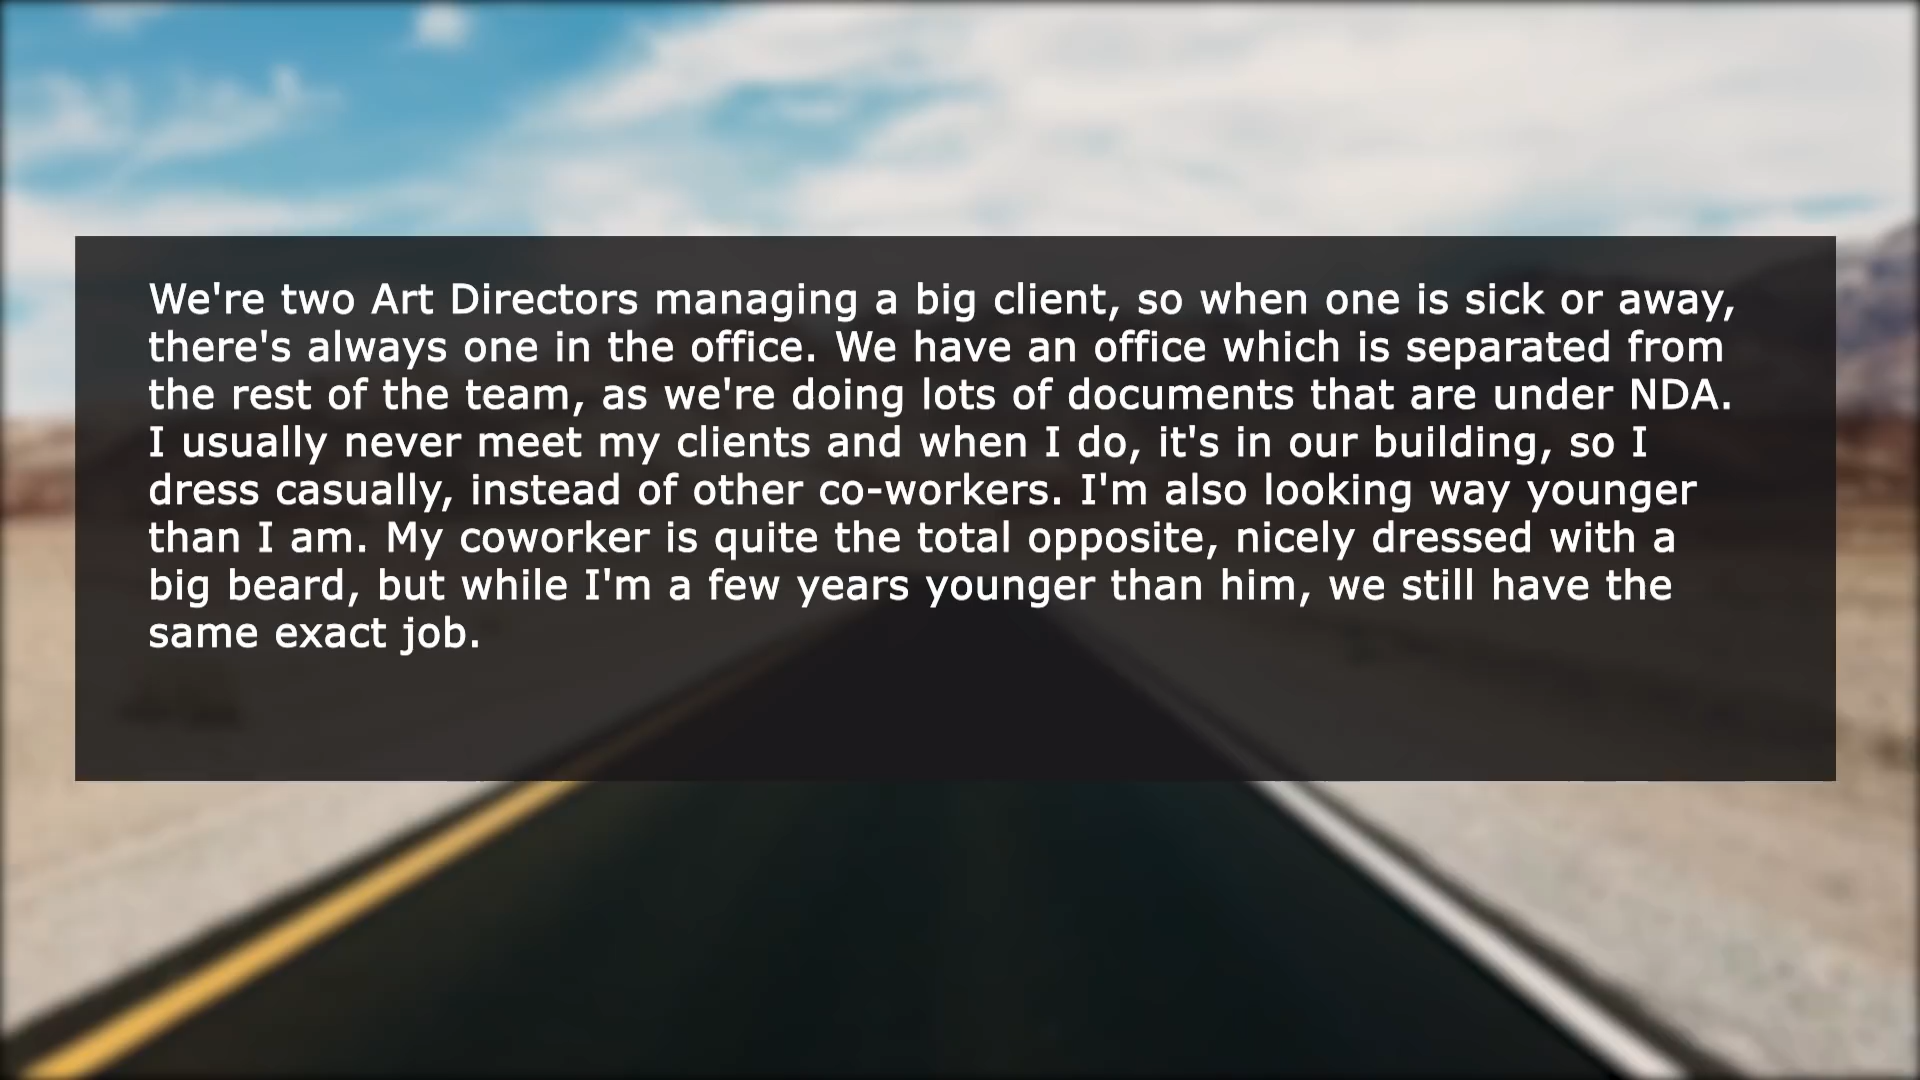 We're two Art Directors managing a big client, so when one is sick or away,
there's always one in the office. We have an office which is separated from
the rest of the team, as we're doing lots of documents that are under NDA.
I usually never meet my clients and when I do, it's in our building, so I
dress casually, instead of other co-workers. I'm also looking way younger
than I am. My coworker is quite the total opposite, nicely dressed with a
big beard, but while I'm a few years younger than him, we still have the
same exact job.